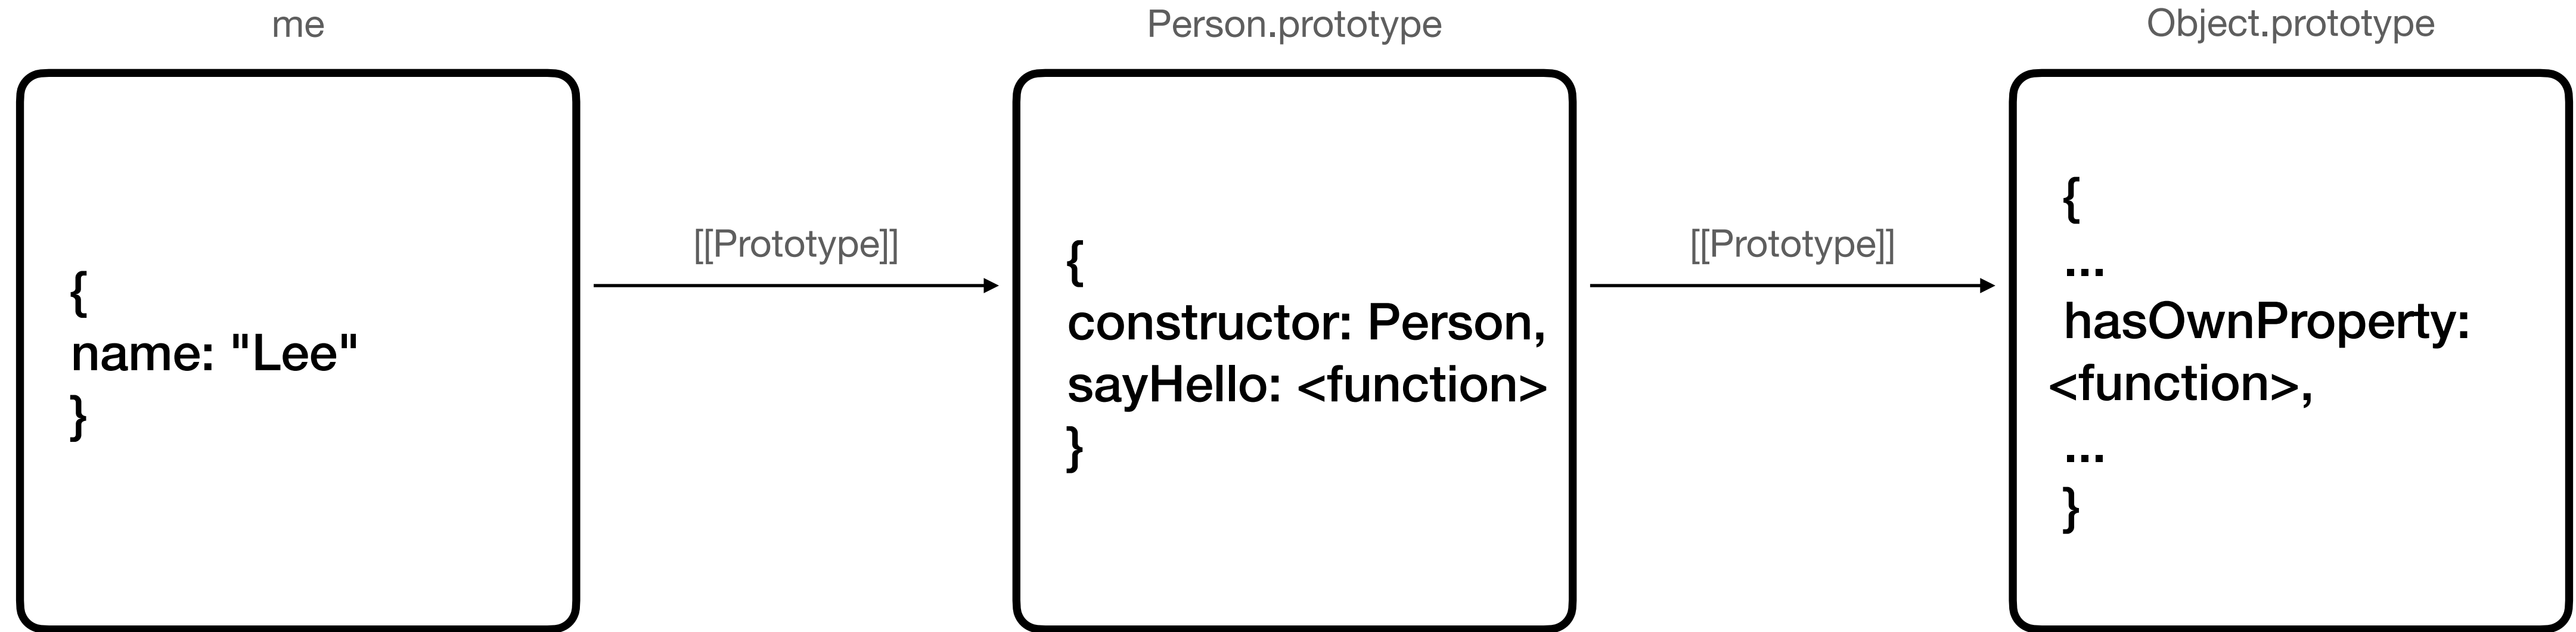 me
{
name: "Lee"
}
[[Prototype]]
Person.prototype
{
constructor: Person,
sayHello: <function>
}
[[Prototype]]
Object.prototype
{
...
hasOwnProperty:
<function>,
...
}